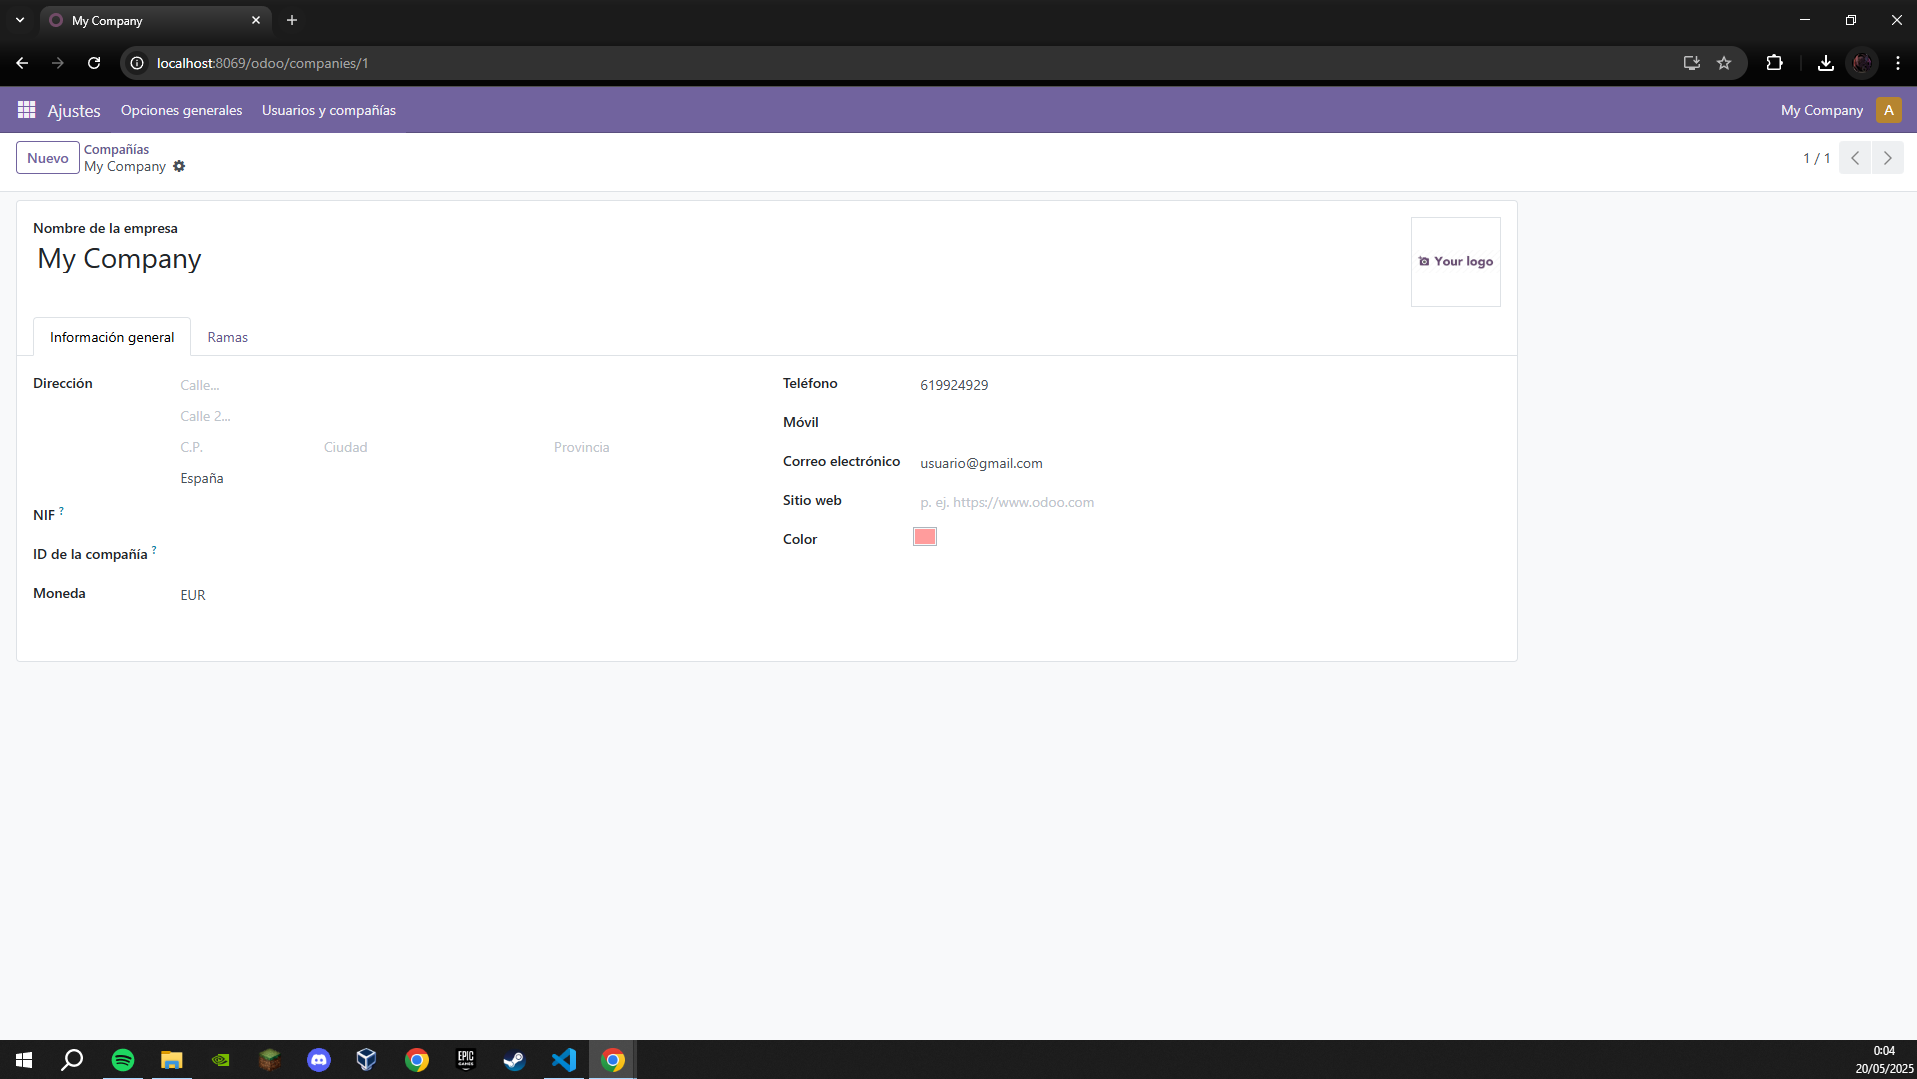 My Company
localhost:8069/odoo/companies/1
Ajustes Opciones generales Usuarios y compañías My Company A
Nuevo Compañías 1 / 1
My Company
Nombre de la empresa
My Company
Your logo
Información general Ramas
Dirección Calle... Teléfono 619924929
Calle 2... Móvil
C.P. Ciudad Provincia Correo electrónico usuario@gmail.com
España Sitio web p. ej. https://www.odoo.com
NIF ? Color
ID de la compañía ?
Moneda EUR
EPIC GAMES
0:04
20/05/2025